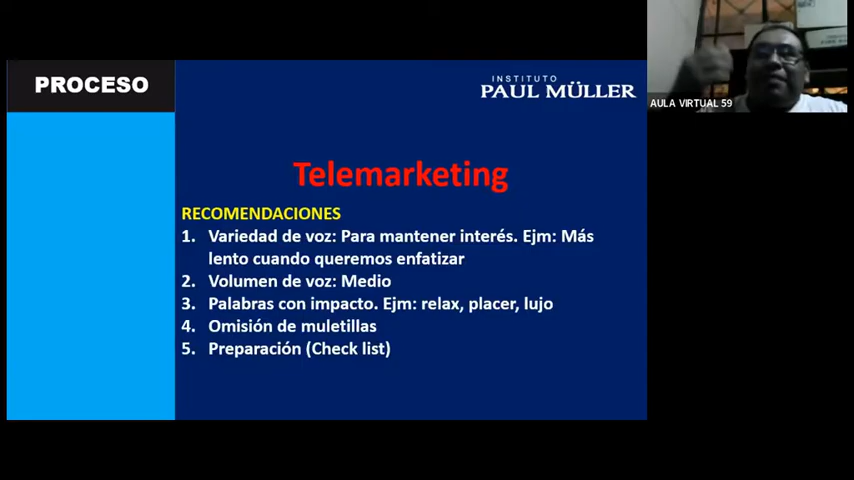 PROCESO
INSTITUTO
PAUL MÜLLER
AULA VIRTUAL 59
Telemarketing
RECOMENDACIONES
1. Variedad de voz: Para mantener interés. Ejm: Más
lento cuando queremos enfatizar
2. Volumen de voz: Medio
3. Palabras con impacto. Ejm: relax, placer, lujo
4. Omisión de muletillas
5. Preparación (Check list)